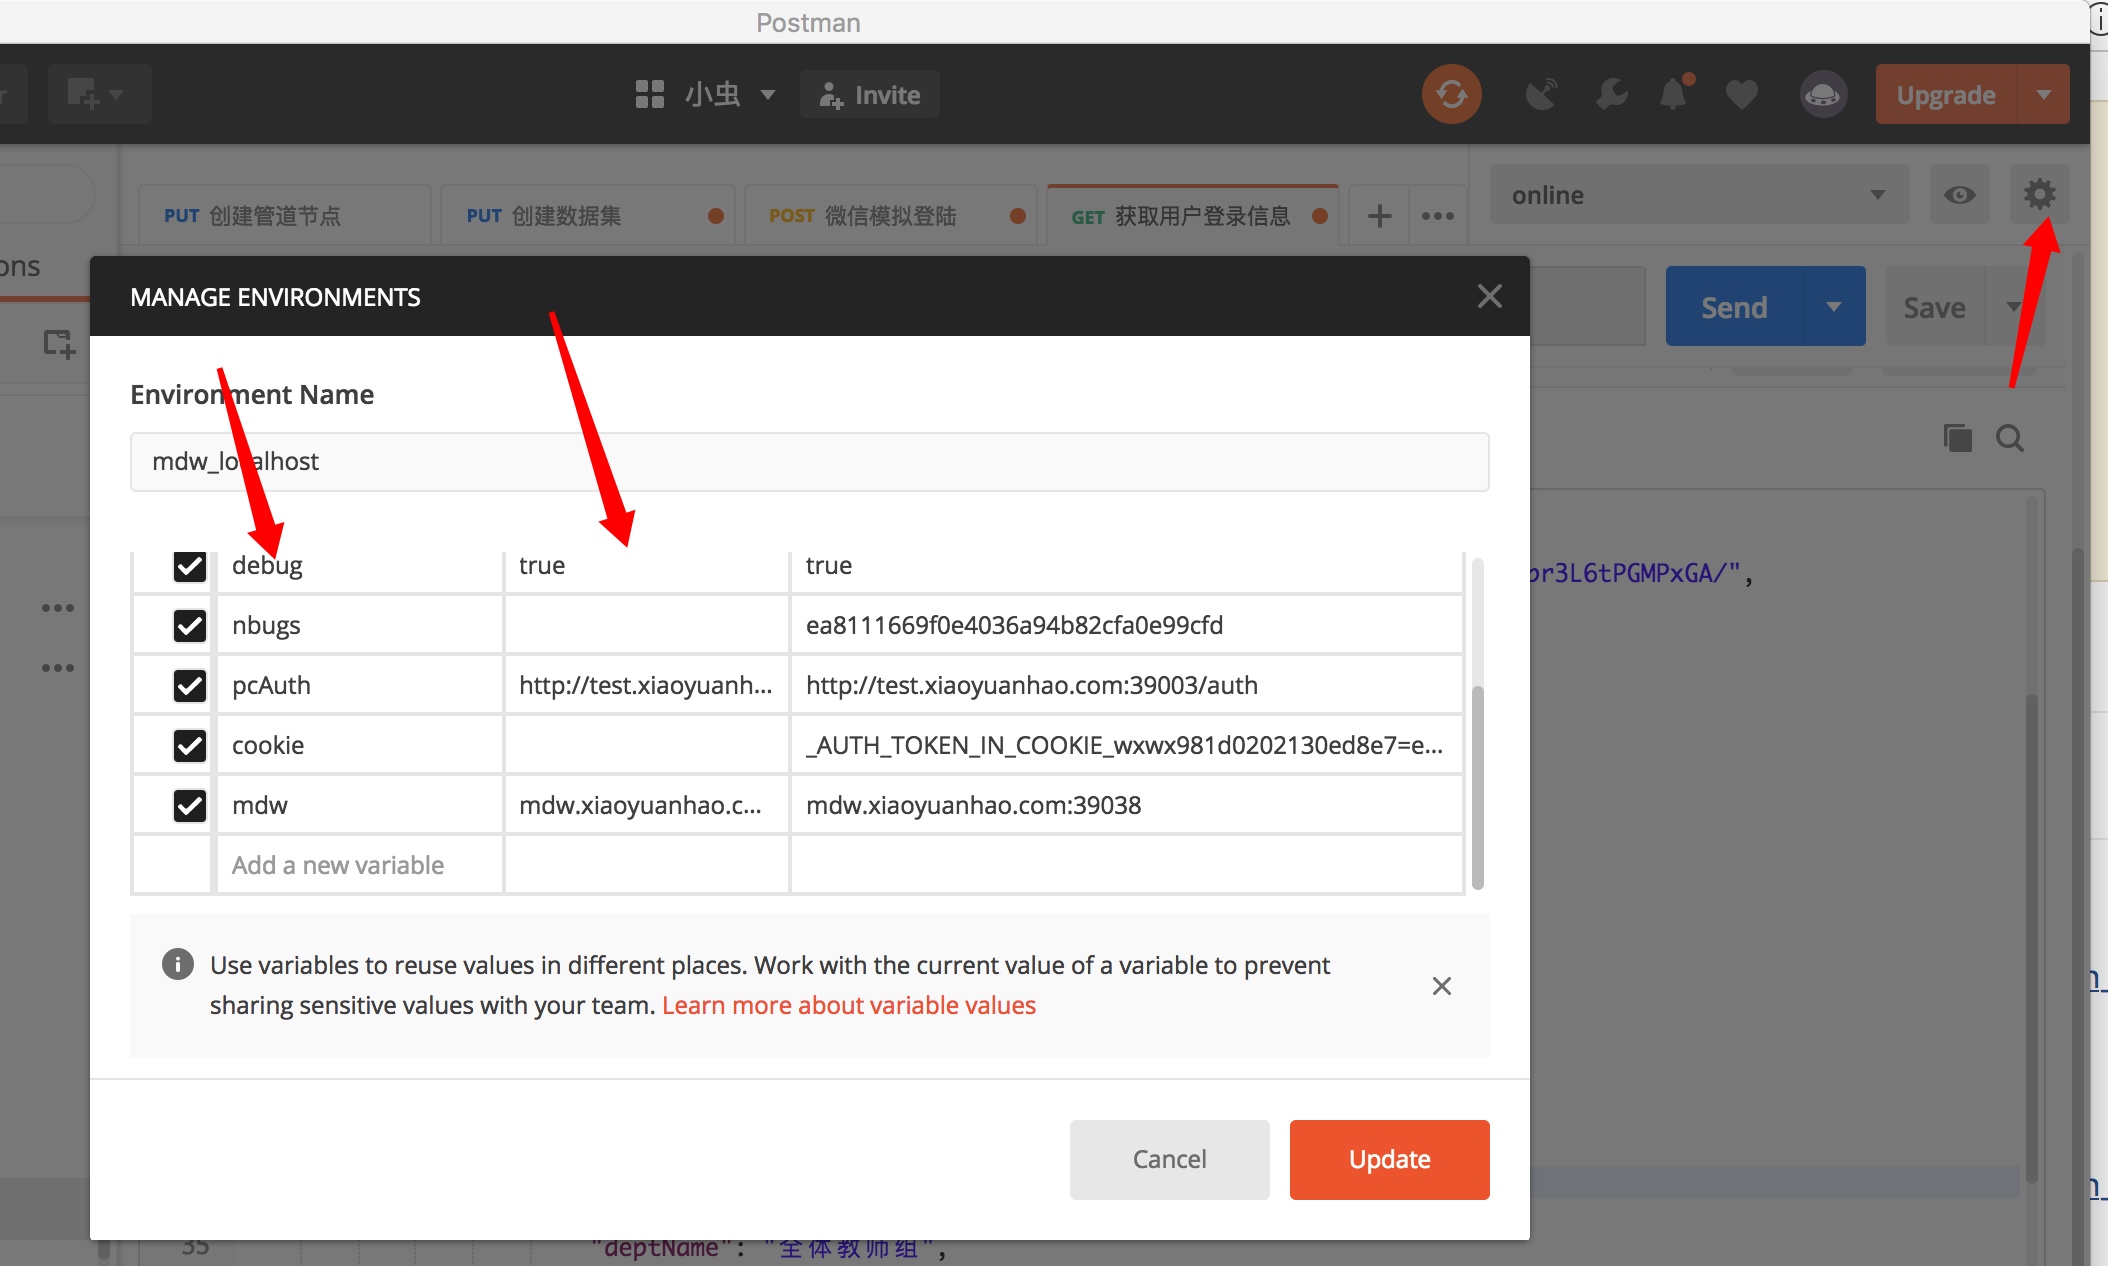 Postman
小虫
Invite
Upgrade
PUT 创建管道节点
PUT 创建数据集
POST 微信模拟登陆
GET 获取用户登录信息
online
ons
MANAGE ENVIRONMENTS
Send
Save
Environment Name
mdw_localhost
debug true true
pr3L6tPGMPxGA/",
nbugs ea8111669f0e4036a94b82cfa0e99cfd
pcAuth http://test.xiaoyuanh... http://test.xiaoyuanhao.com:39003/auth
cookie _AUTH_TOKEN_IN_COOKIE_wxwx981d0202130ed8e7=e...
mdw mdw.xiaoyuanhao.c... mdw.xiaoyuanhao.com:39038
Add a new variable
Use variables to reuse values in different places. Work with the current value of a variable to prevent
sharing sensitive values with your team. Learn more about variable values
Cancel
Update
35 "deptName": "全体教师组",